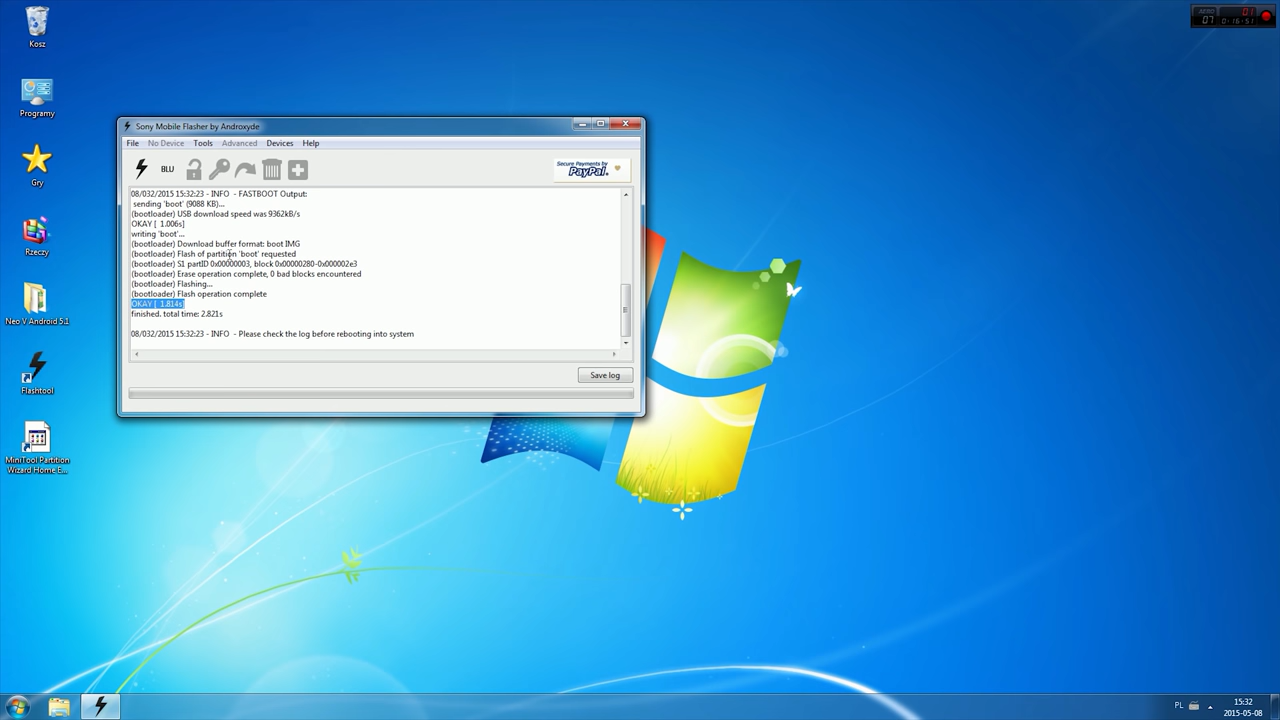 Kosz
Programy
Gry
Rzeczy
Neo V Android 5.1
Flashtool
MiniTool Partition
Wizard Home E...
AERO
01
07
0:16:51
Sony Mobile Flasher by Androxyde
File No Device Tools Advanced Devices Help
BLU
Secure Payments by
PayPal.
08/032/2015 15:32:23 - INFO - FASTBOOT Output:
sending 'boot' (9088 KB)...
(bootloader) USB download speed was 9362kB/s
OKAY [ 1.006s]
writing 'boot'...
(bootloader) Download buffer format: boot IMG
(bootloader) Flash of partition 'boot' requested
(bootloader) S1 partID 0x00000003, block 0x00000280-0x000002e3
(bootloader) Erase operation complete, 0 bad blocks encountered
(bootloader) Flashing...
(bootloader) Flash operation complete
OKAY [ 1.814s]
finished. total time: 2.821s
08/032/2015 15:32:23 - INFO - Please check the log before rebooting into system
Save log
PL
15:32
2015-05-08